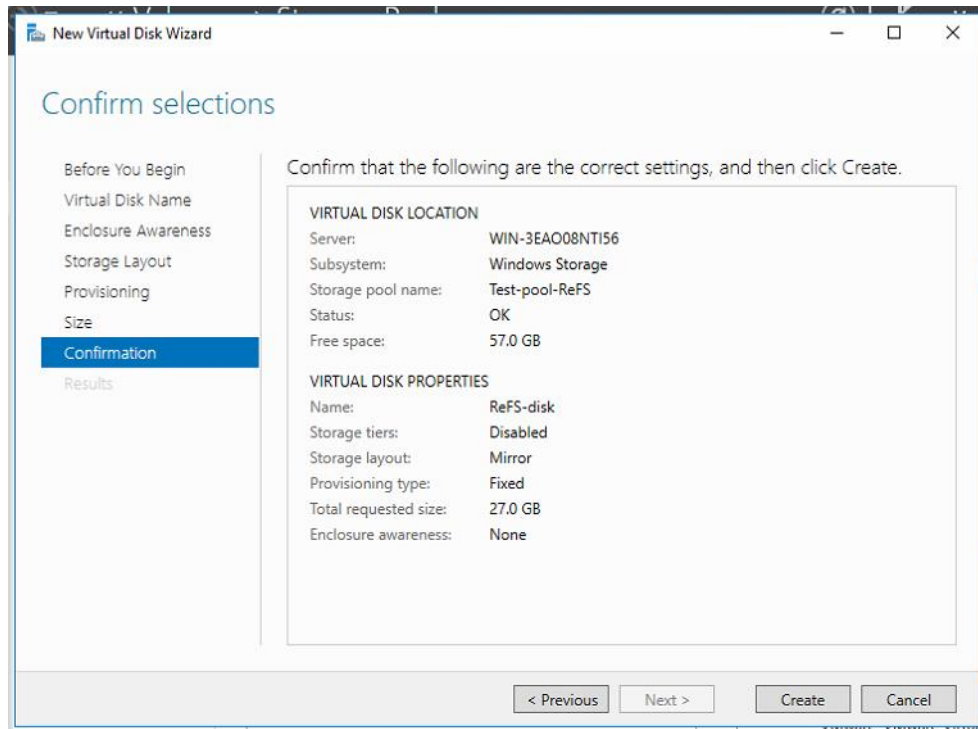 New Virtual Disk Wizard
Confirm selections
Before You Begin
Virtual Disk Name
Enclosure Awareness
Storage Layout
Provisioning
Size
Confirmation
Results
Confirm that the following are the correct settings, and then click Create.
VIRTUAL DISK LOCATION
Server: WIN-3EAO08NTI56
Subsystem: Windows Storage
Storage pool name: Test-pool-ReFS
Status: OK
Free space: 57.0 GB
VIRTUAL DISK PROPERTIES
Name: ReFS-disk
Storage tiers: Disabled
Storage layout: Mirror
Provisioning type: Fixed
Total requested size: 27.0 GB
Enclosure awareness: None
< Previous Next > Create Cancel